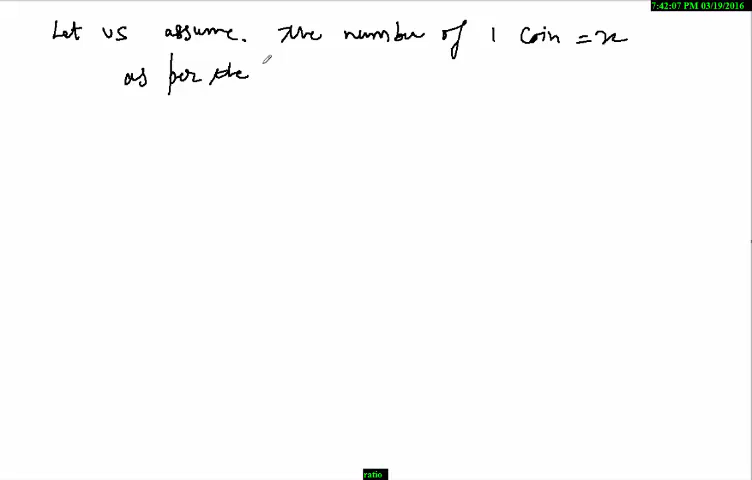 7:42:07 PM 03/19/2016
Let us assume. the number of 1 coin = x
as per the
ratio